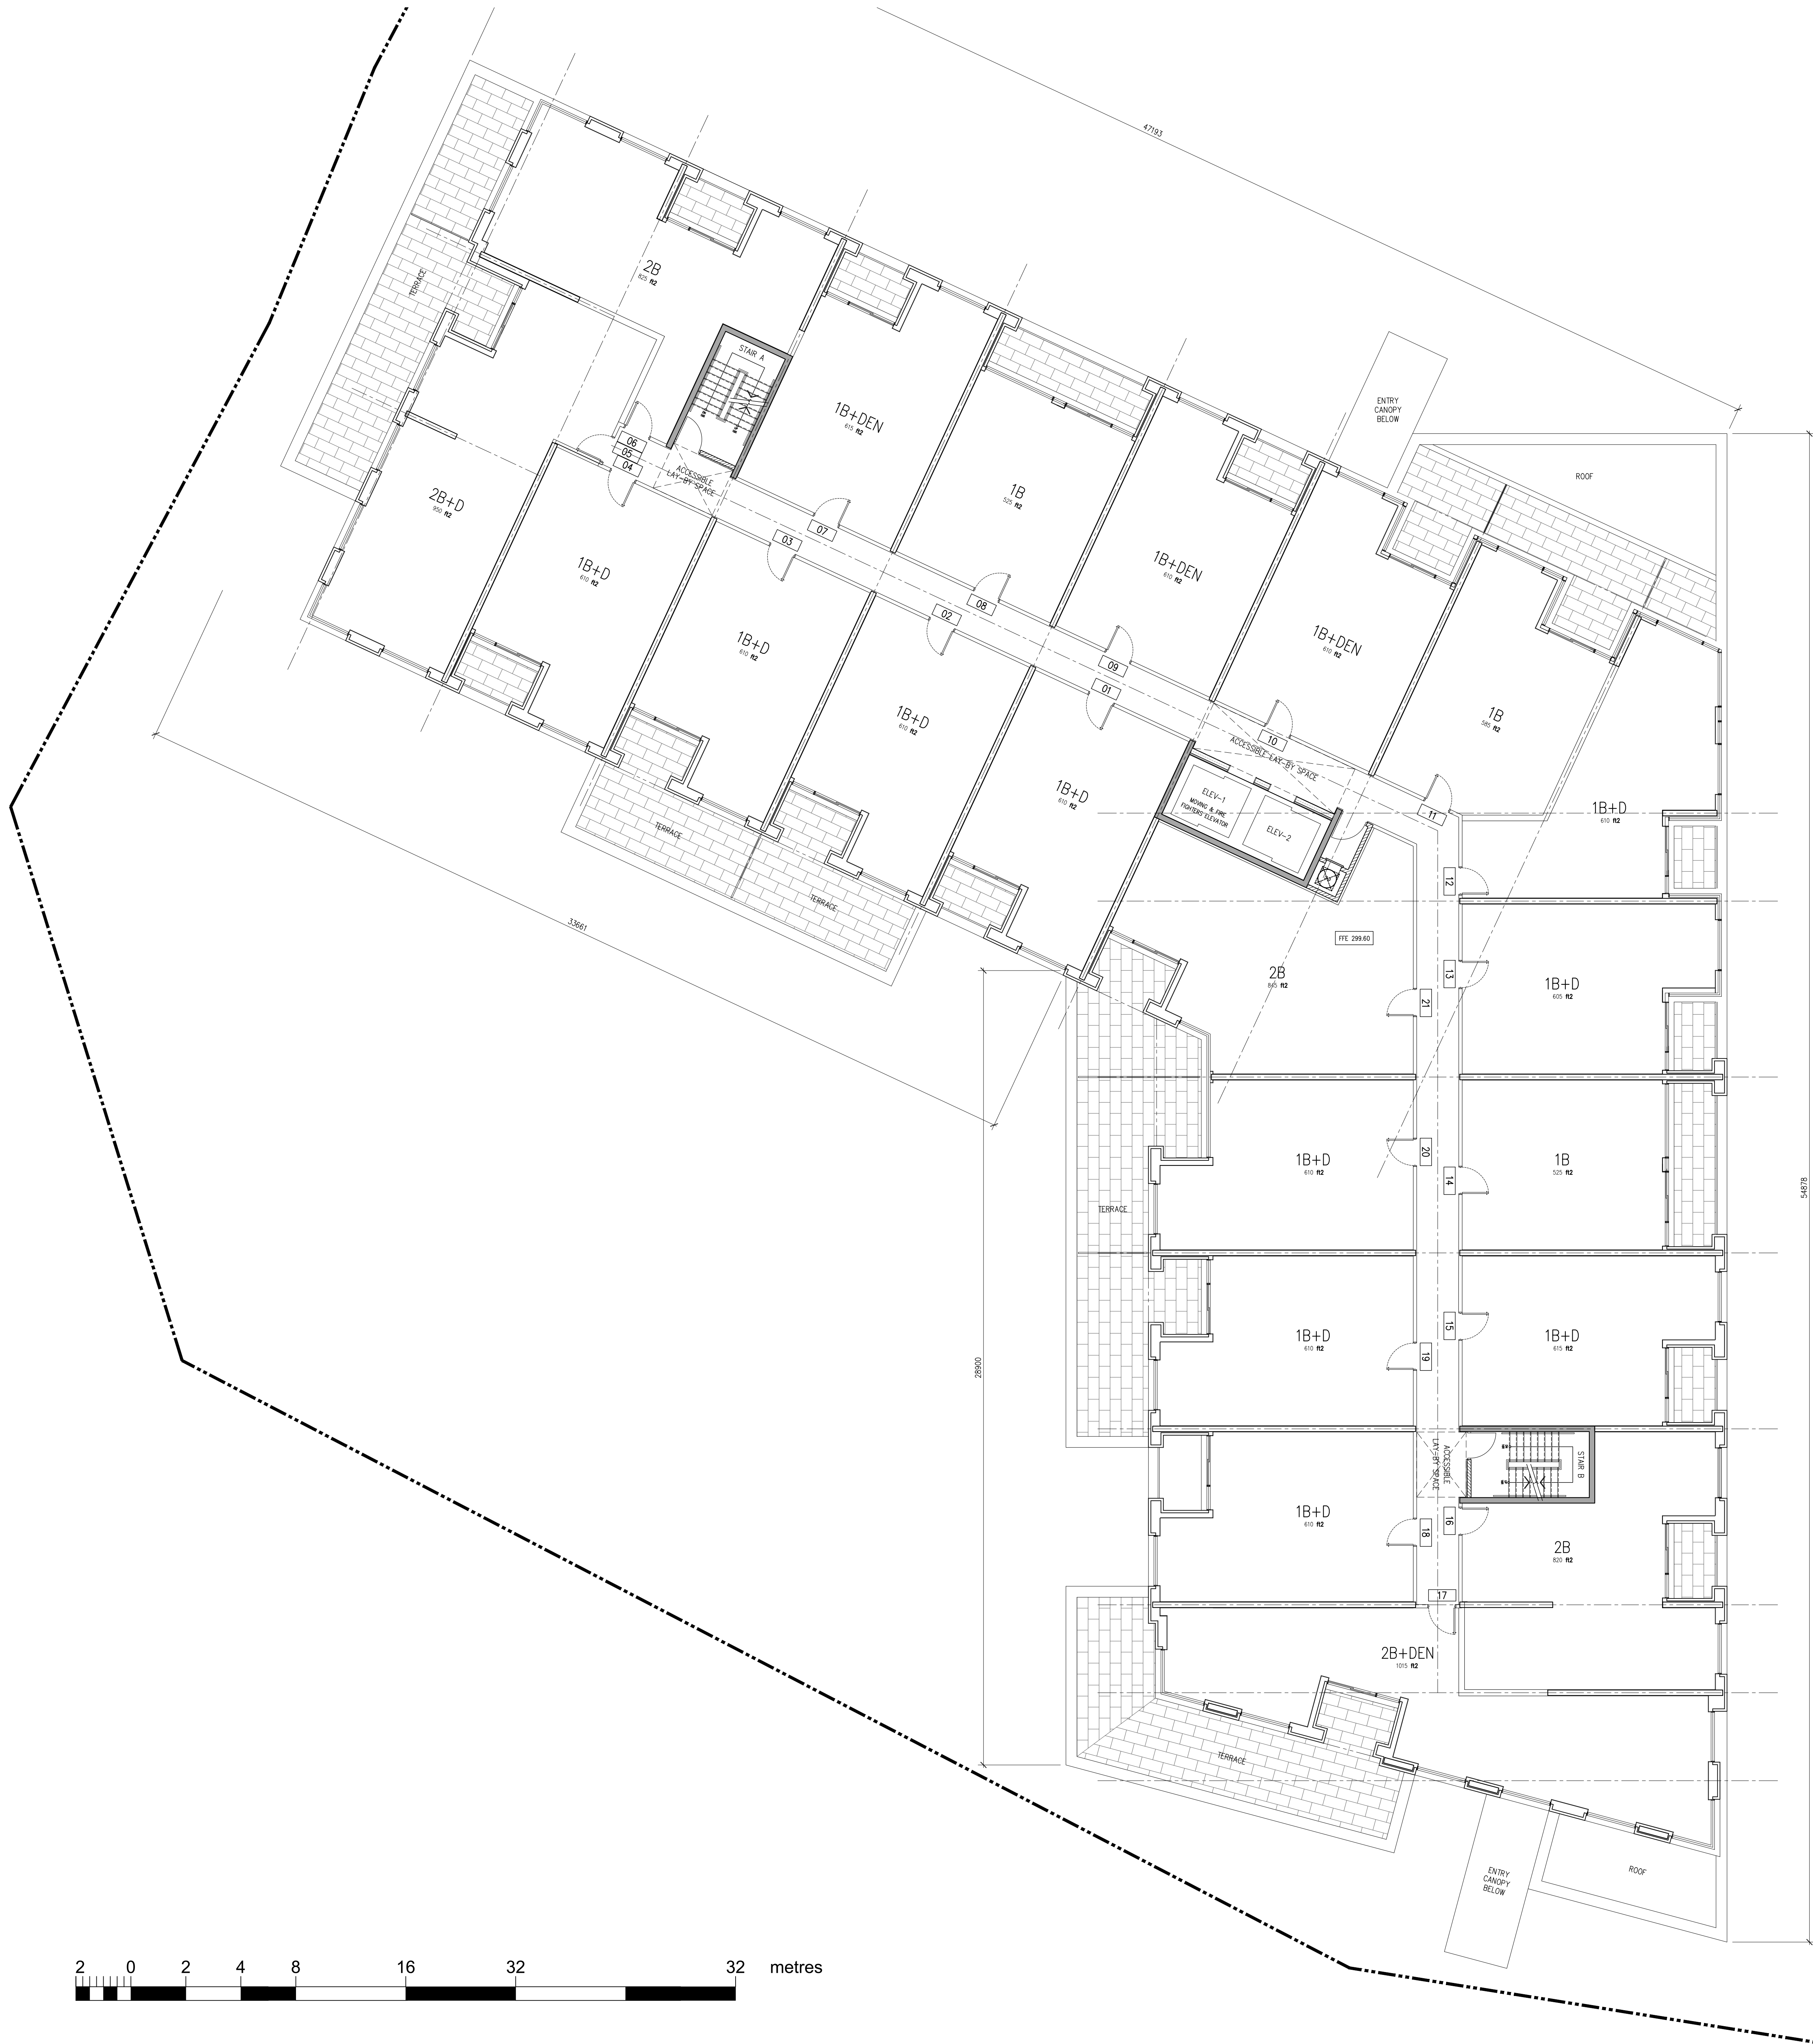 47193
ENTRY
CANOPY
BELOW
ROOF
2B
825 ft2
TERRACE
STAIR A
1B+DEN
615 ft2
1B
525 ft2
1B+DEN
610 ft2
1B+DEN
610 ft2
1B
585 ft2
1B+D
610 ft2
06
05
04
ACCESSIBLE
LAY-BY SPACE
07
03
08
02
09
01
10
11
12
ACCESSIBLE LAY-BY SPACE
2B+D
950 ft2
1B+D
610 ft2
1B+D
610 ft2
1B+D
610 ft2
1B+D
610 ft2
ELEV-1
MOVING & FIRE
FIGHTERS ELEVATOR
ELEV-2
TERRACE
TERRACE
33661
FFE 299.60
2B
845 ft2
13
21
1B+D
605 ft2
20
14
1B+D
610 ft2
1B
525 ft2
TERRACE
54878
28900
1B+D
610 ft2
19
15
1B+D
615 ft2
ACCESSIBLE
LAY-BY SPACE
STAIR B
1B+D
610 ft2
18
16
2B
820 ft2
17
2B+DEN
1015 ft2
TERRACE
ENTRY
CANOPY
BELOW
ROOF
2 0 2 4 8 16 32 32 metres